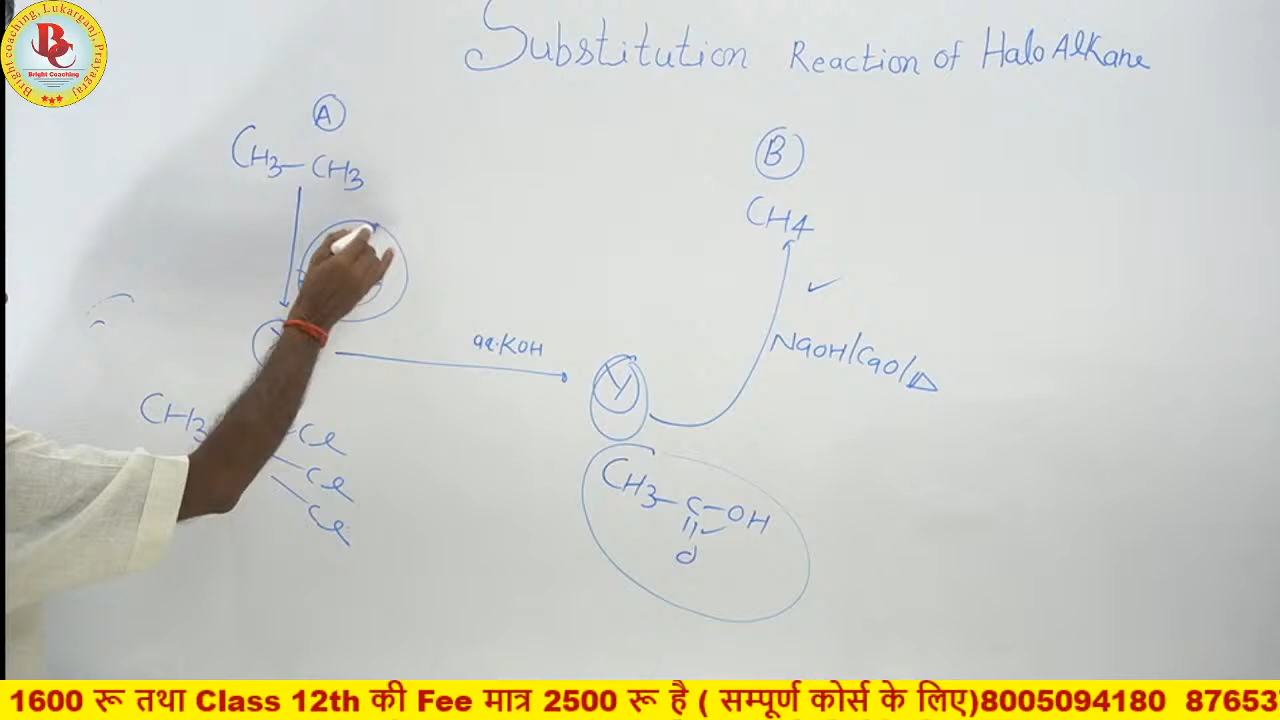 Bright coaching, Lukarganj, Prayagraj
BC
Bright Coaching
Substitution Reaction of Halo Alkane
A
CH3—CH3
B
CH4
NaOH/CaO/Δ
aq.KOH
Y
CH3
Cl
Cl
Cl
CH3—C—OH
O
1600 रू तथा Class 12th की Fee मात्र 2500 रू है ( सम्पूर्ण कोर्स के लिए)8005094180 87653